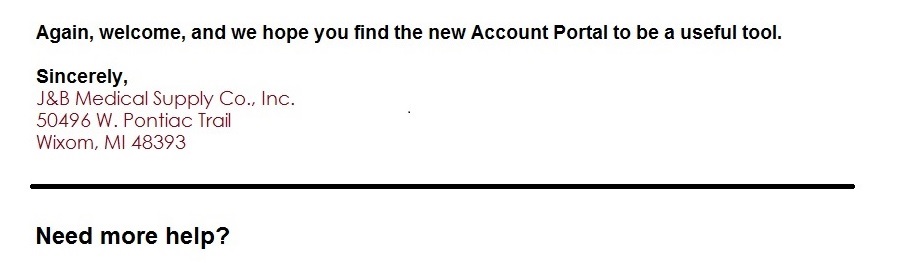 Again, welcome, and we hope you find the new Account Portal to be a useful tool.
Sincerely,
J&B Medical Supply Co., Inc.
50496 W. Pontiac Trail
Wixom, MI 48393
Need more help?